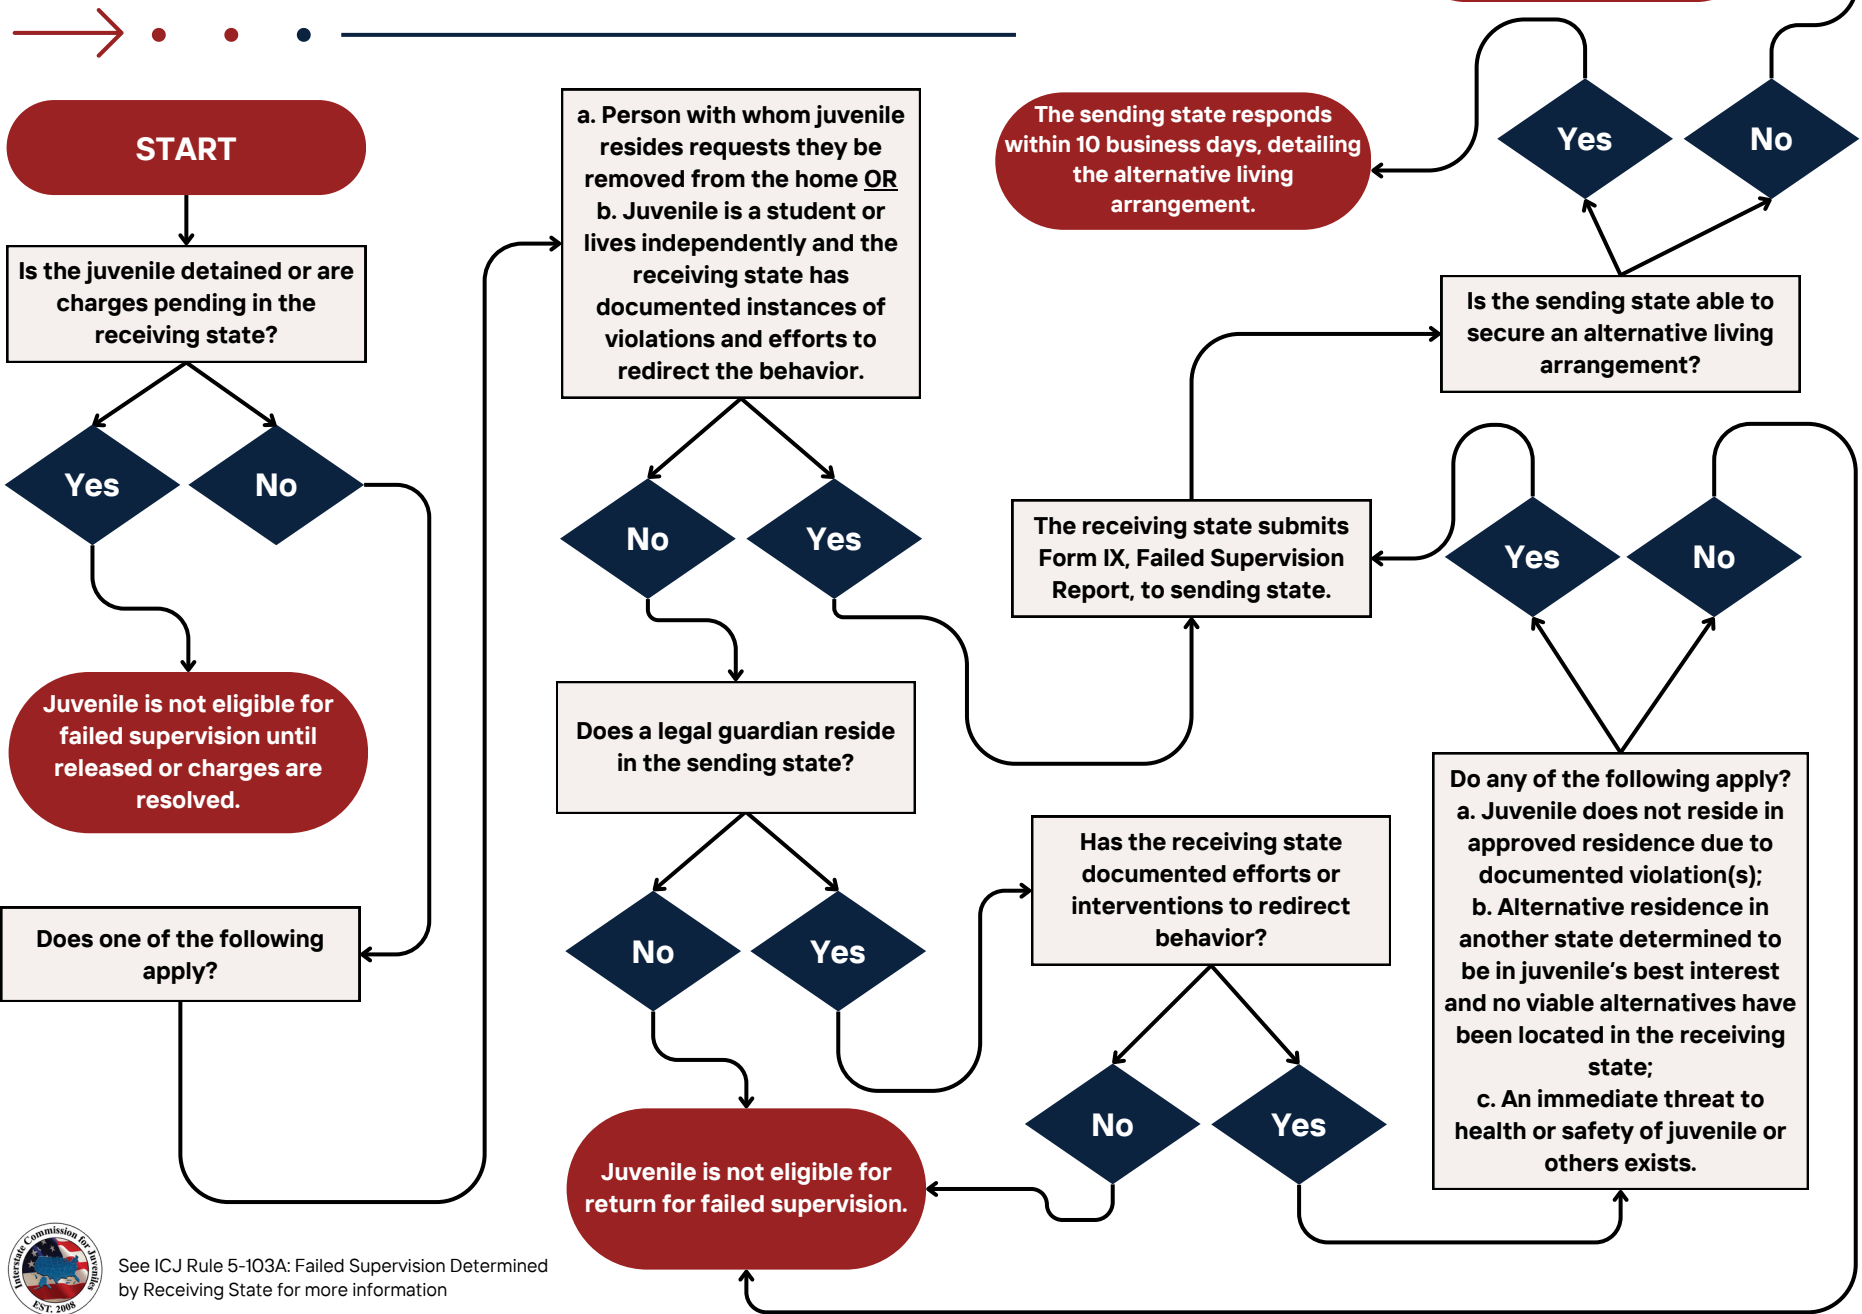 START
Is the juvenile detained or are
charges pending in the
receiving state?
Yes
No
Juvenile is not eligible for
failed supervision until
released or charges are
resolved.
Does one of the following
apply?
a. Person with whom juvenile
resides requests they be
removed from the home OR
b. Juvenile is a student or
lives independently and the
receiving state has
documented instances of
violations and efforts to
redirect the behavior.
No
Yes
Does a legal guardian reside
in the sending state?
No
Yes
Juvenile is not eligible for
return for failed supervision.
Has the receiving state
documented efforts or
interventions to redirect
behavior?
No
Yes
Do any of the following apply?
a. Juvenile does not reside in
approved residence due to
documented violation(s);
b. Alternative residence in
another state determined to
be in juvenile's best interest
and no viable alternatives have
been located in the receiving
state;
c. An immediate threat to
health or safety of juvenile or
others exists.
Yes
No
The receiving state submits
Form IX, Failed Supervision
Report, to sending state.
Is the sending state able to
secure an alternative living
arrangement?
Yes
No
The sending state responds
within 10 business days, detailing
the alternative living
arrangement.
Interstate Commission for Juveniles
EST. 2008
See ICJ Rule 5-103A: Failed Supervision Determined
by Receiving State for more information